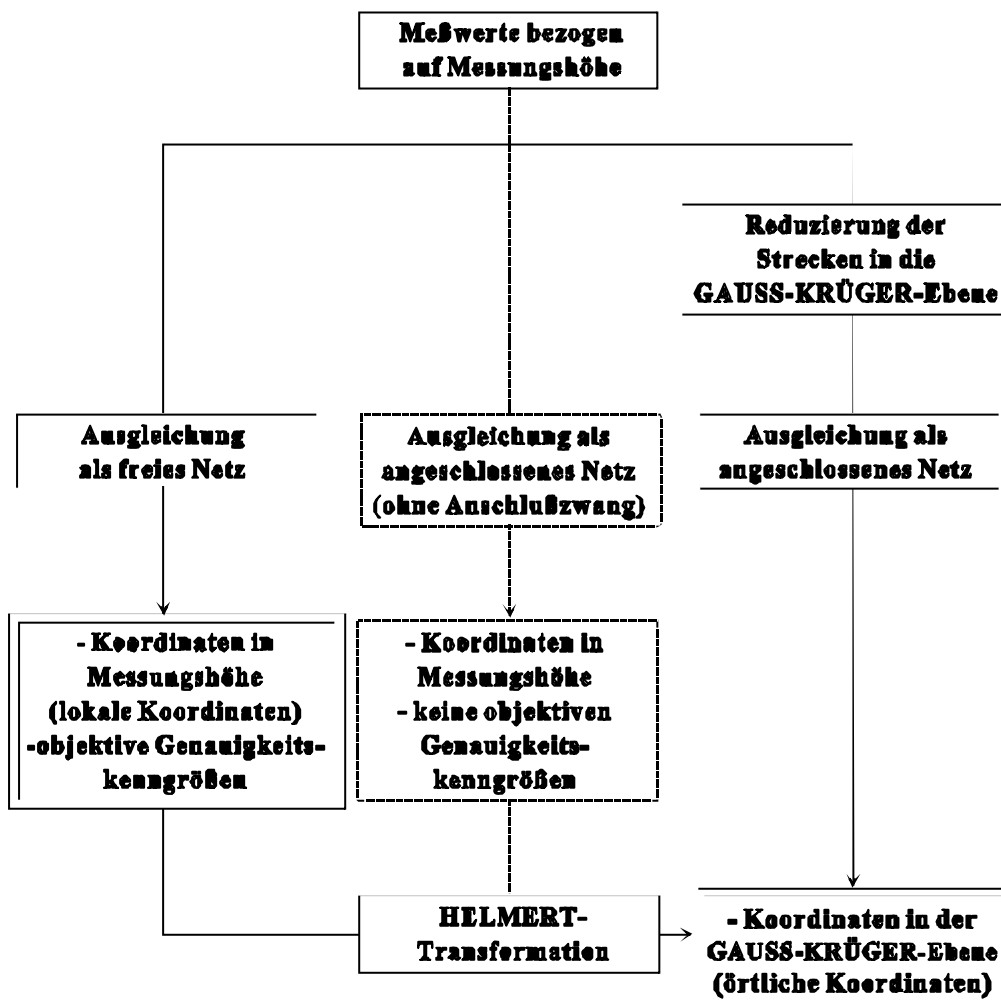 Meßwerte bezogen
auf Messungshöhe
Reduzierung der
Strecken in die
GAUSS-KRÜGER-Ebene
Ausgleichung
als freies Netz
Ausgleichung als
angeschlossenes Netz
(ohne Anschlußzwang)
Ausgleichung als
angeschlossenes Netz
- Koordinaten in
Messungshöhe
(lokale Koordinaten)
-objektive Genauigkeits-
kenngrößen
- Koordinaten in
Messungshöhe
- keine objektiven
Genauigkeits-
kenngrößen
HELMERT-
Transformation
- Koordinaten in der
GAUSS-KRÜGER-Ebene
(örtliche Koordinaten)